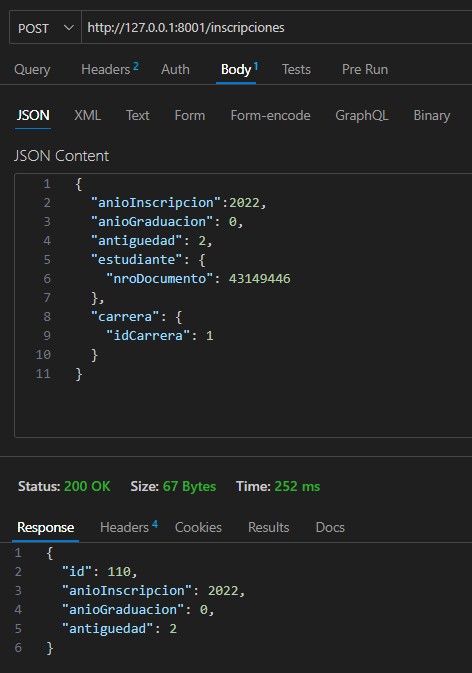 POST http://127.0.0.1:8001/inscripciones
Query Headers 2 Auth Body 1 Tests Pre Run
JSON XML Text Form Form-encode GraphQL Binary
JSON Content
1 {
2 "anioInscripcion":2022,
3 "anioGraduacion": 0,
4 "antiguedad": 2,
5 "estudiante": {
6 "nroDocumento": 43149446
7 },
8 "carrera": {
9 "idCarrera": 1
10 }
11 }
Status: 200 OK Size: 67 Bytes Time: 252 ms
Response Headers 4 Cookies Results Docs
1 {
2 "id": 110,
3 "anioInscripcion": 2022,
4 "anioGraduacion": 0,
5 "antiguedad": 2
6 }